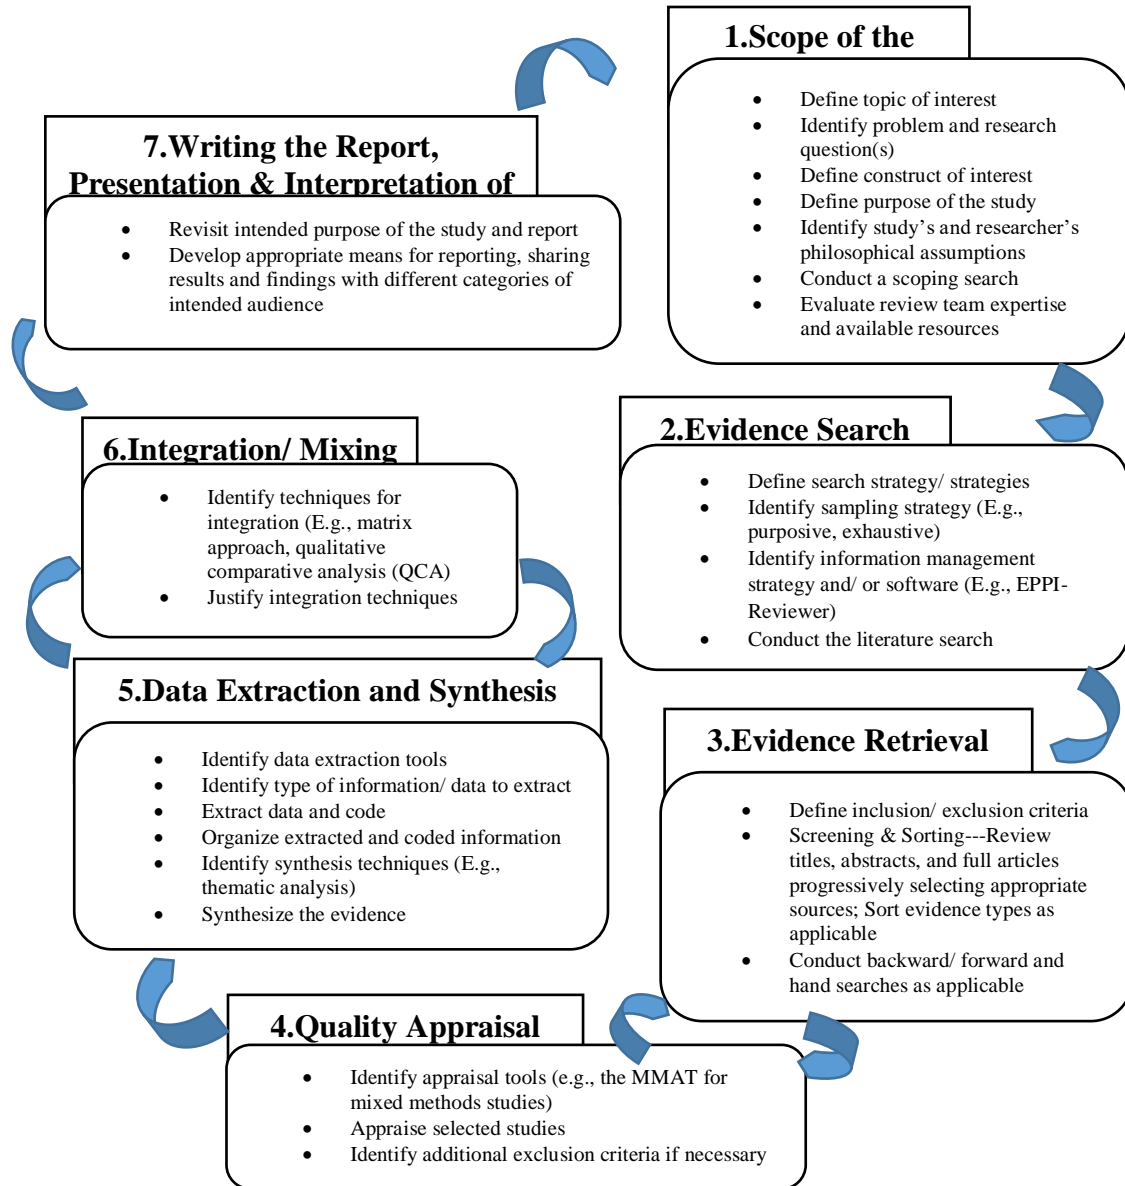 1.Scope of the
Define topic of interest
Identify problem and research
question(s)
Define construct of interest
Define purpose of the study
Identify study’s and researcher’s
philosophical assumptions
Conduct a scoping search
Evaluate review team expertise
and available resources
2.Evidence Search
Define search strategy/ strategies
Identify sampling strategy (E.g.,
purposive, exhaustive)
Identify information management
strategy and/ or software (E.g., EPPI-
Reviewer)
Conduct the literature search
3.Evidence Retrieval
Define inclusion/ exclusion criteria
Screening & Sorting---Review
titles, abstracts, and full articles
progressively selecting appropriate
sources; Sort evidence types as
applicable
Conduct backward/ forward and
hand searches as applicable
4.Quality Appraisal
Identify appraisal tools (e.g., the MMAT for
mixed methods studies)
Appraise selected studies
Identify additional exclusion criteria if necessary
5.Data Extraction and Synthesis
Identify data extraction tools
Identify type of information/ data to extract
Extract data and code
Organize extracted and coded information
Identify synthesis techniques (E.g.,
thematic analysis)
Synthesize the evidence
6.Integration/ Mixing
Identify techniques for
integration (E.g., matrix
approach, qualitative
comparative analysis (QCA)
Justify integration techniques
7.Writing the Report,
Presentation & Interpretation of
Revisit intended purpose of the study and report
Develop appropriate means for reporting, sharing
results and findings with different categories of
intended audience